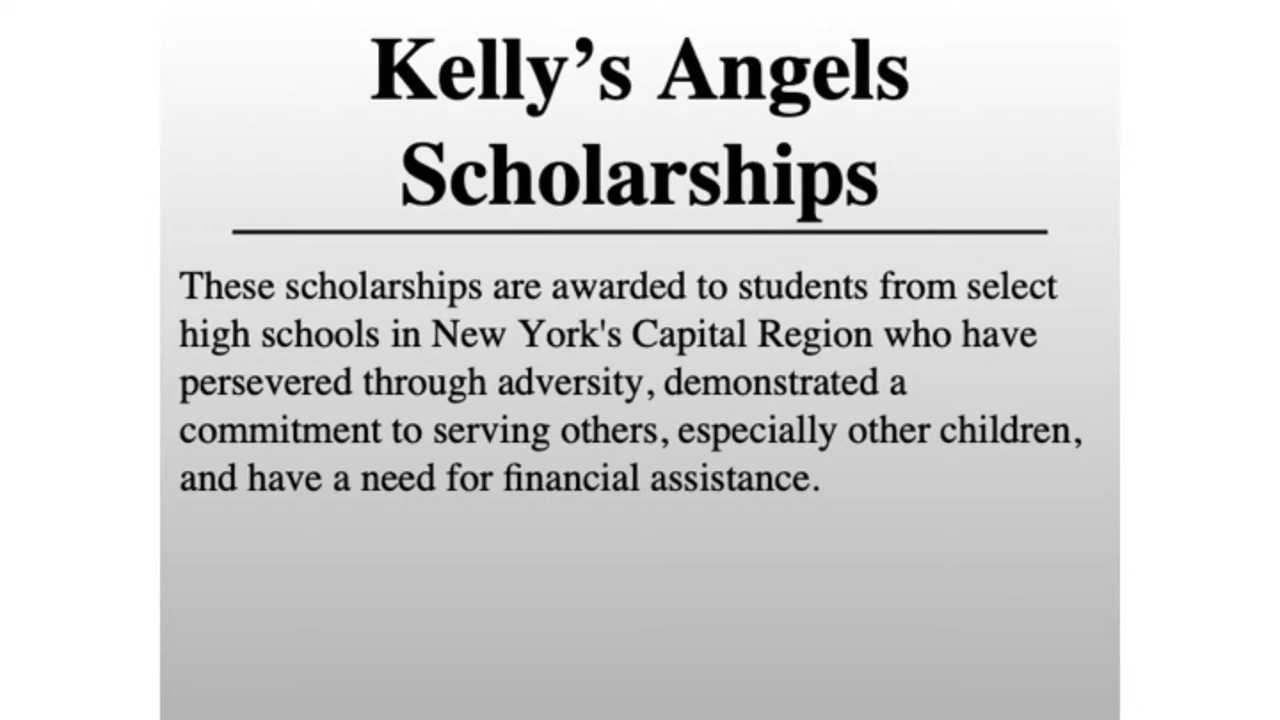 Kelly’s Angels
Scholarships
These scholarships are awarded to students from select
high schools in New York's Capital Region who have
persevered through adversity, demonstrated a
commitment to serving others, especially other children,
and have a need for financial assistance.